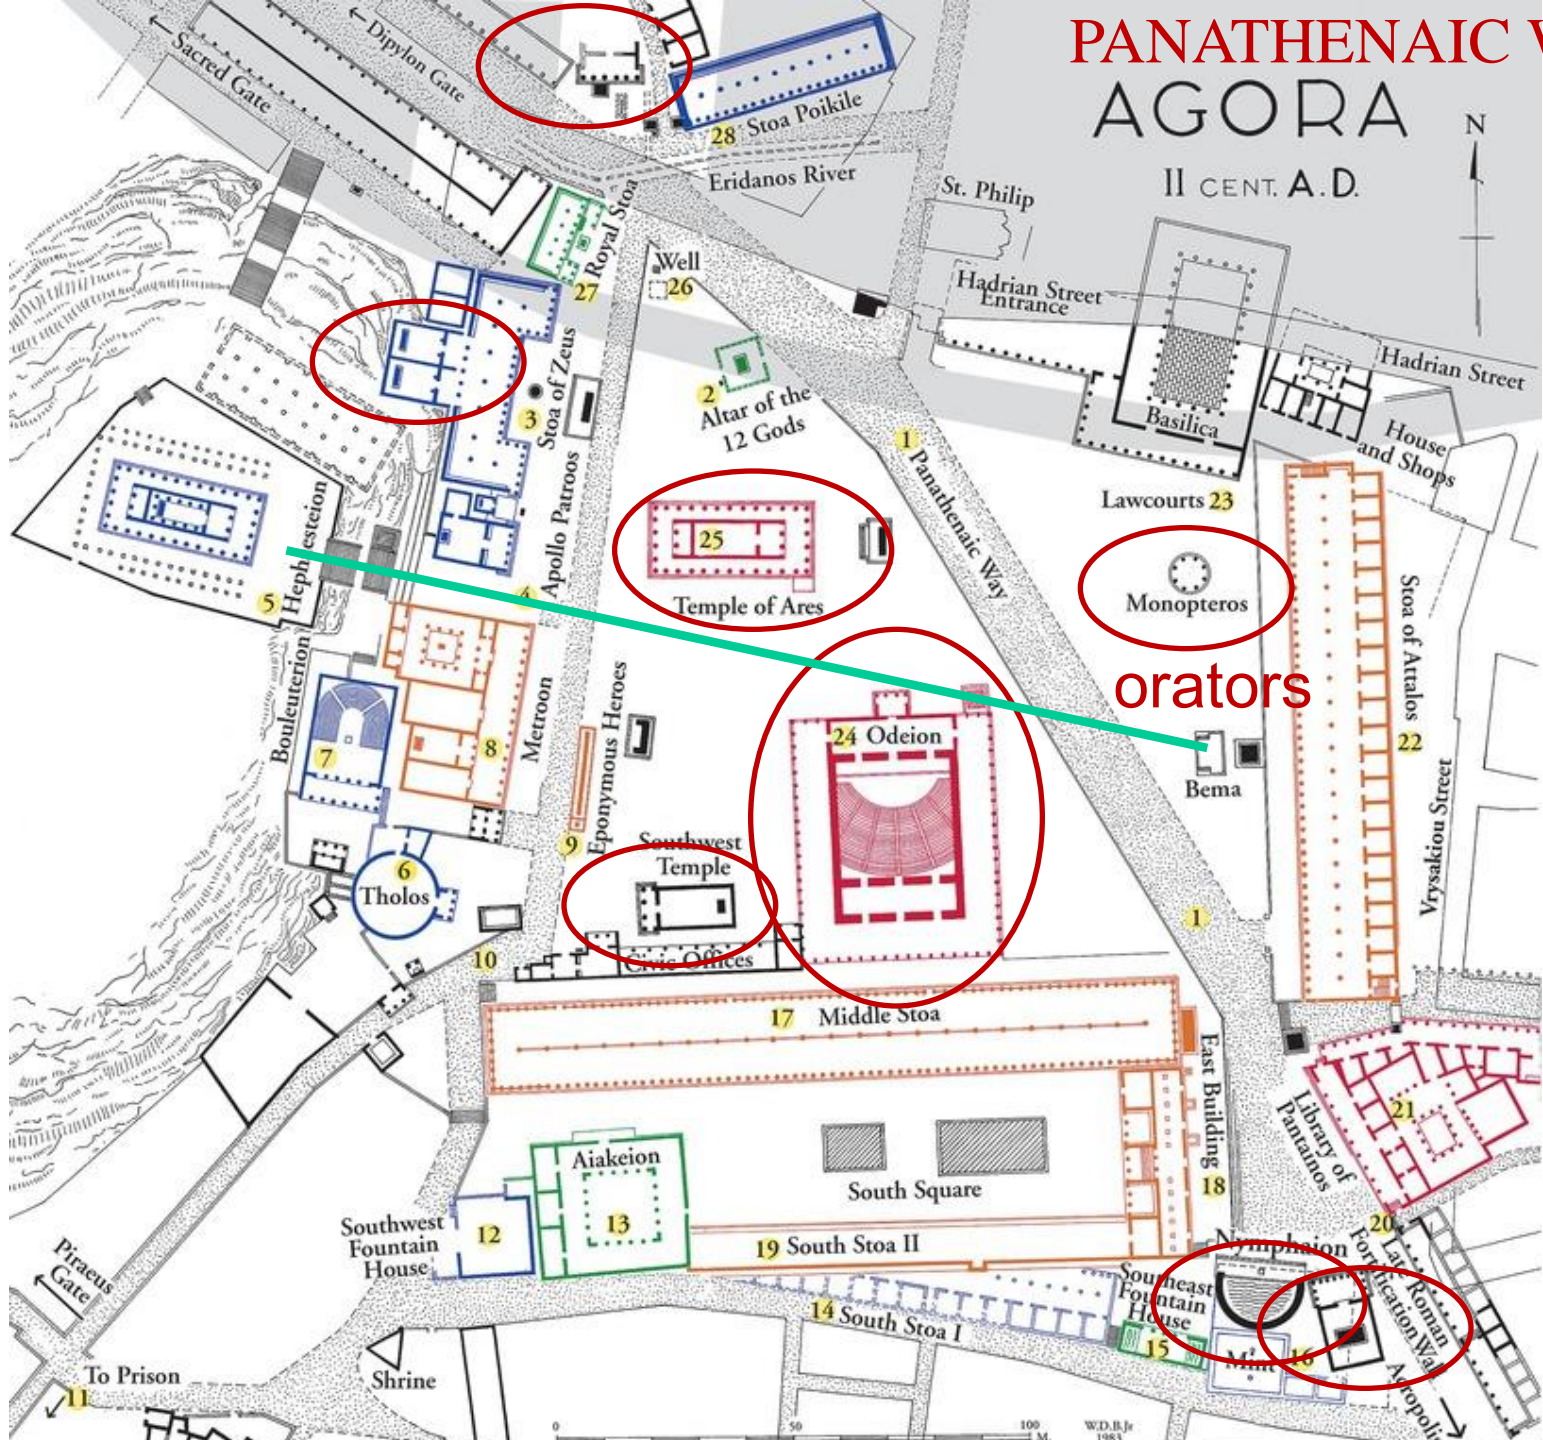 PANATHENAIC
AGORA
II CENT. A.D.
N
Sacred Gate
Dipylon Gate
28 Stoa Poikile
Eridanos River
St. Philip
Royal Stoa
27
Well
26
Hadrian Street
Entrance
Hadrian Street
2
Altar of the
12 Gods
3
Stoa of Zeus
1 Panathenaic Way
Basilica
House
and Shops
Lawcourts 23
5
Hephaisteion
4
Apollo Patroos
25
Temple of Ares
Monopteros
orators
Stoa of Attalos
22
Bouleuterion
7
8
Metroon
9
Eponymous Heroes
24 Odeion
Bema
Vrysakiou Street
Southwest
Temple
6
Tholos
1
10
Civic Offices
17 Middle Stoa
East Building
18
Library of
Pantainos
21
Aiakeion
13
South Square
Southwest
Fountain
House
12
19 South Stoa II
20
Nymphaion
Late Roman
Fortification Wall
Piraeus
Gate
14 South Stoa I
Southeast
Fountain
House
15
Mint
16
To Prison
11
Shrine
Acropolis
0 50 100
M.
W.D.B.Jr
1983